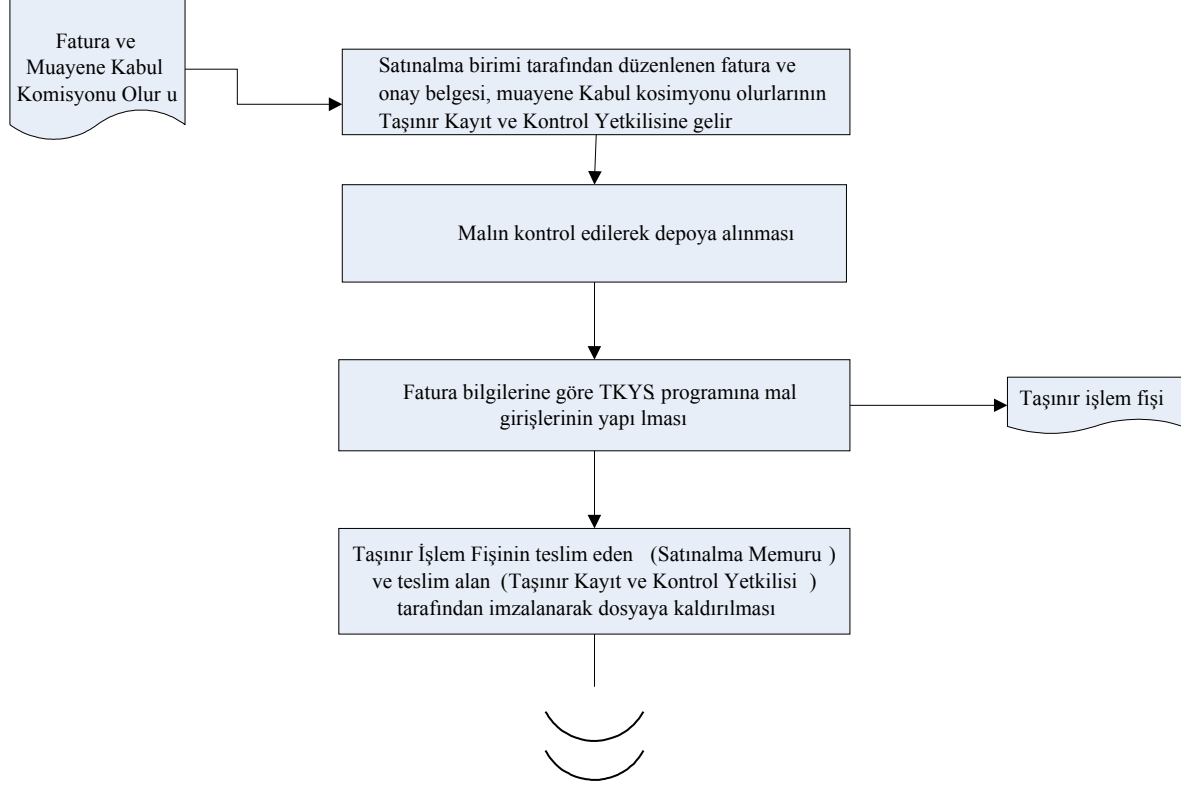 Fatura ve
Muayene Kabul
Komisyonu Olur u
Satınalma birimi tarafından düzenlenen fatura ve
onay belgesi, muayene Kabul kosimyonu olurlarının
Taşınır Kayıt ve Kontrol Yetkilisine gelir
Malın kontrol edilerek depoya alınması
Fatura bilgilerine göre TKYS programına mal
girişlerinin yapı lması
Taşınır işlem fişi
Taşınır İşlem Fişinin teslim eden (Satınalma Memuru )
ve teslim alan (Taşınır Kayıt ve Kontrol Yetkilisi )
tarafından imzalanarak dosyaya kaldırılması